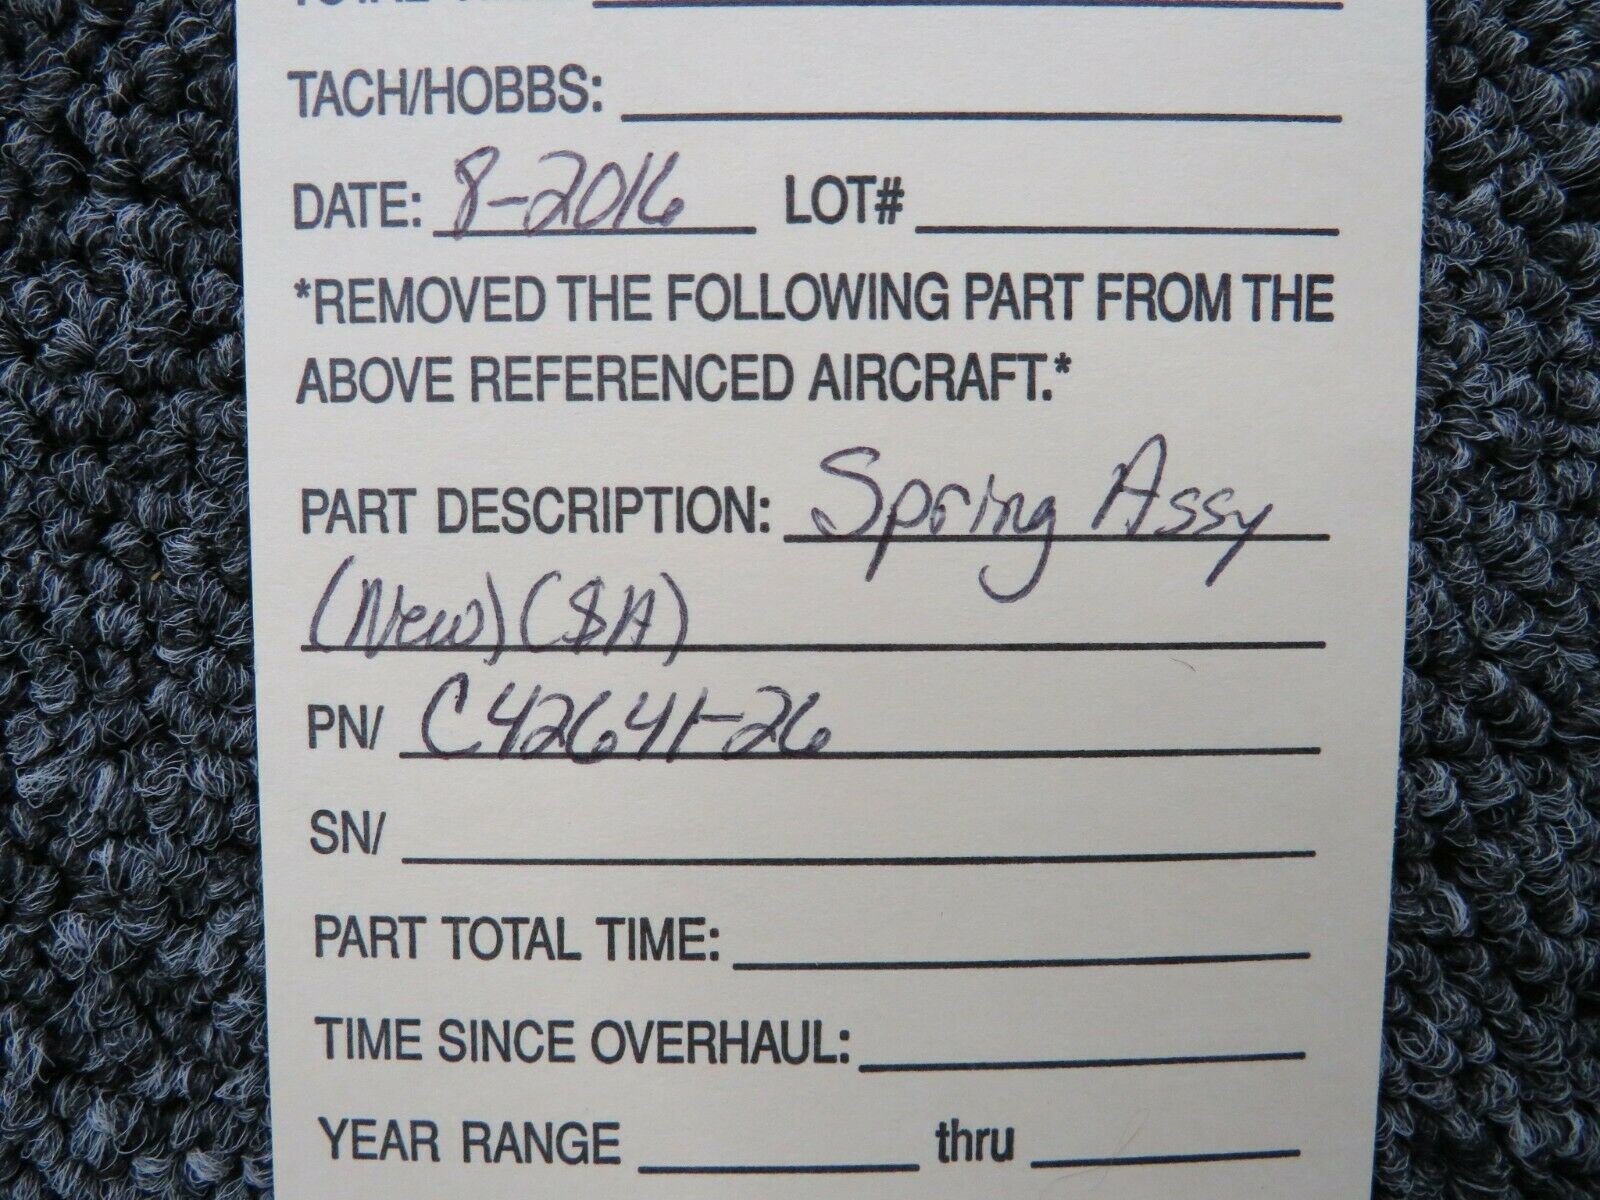 TACH/HOBBS:
DATE: 8-2016 LOT#
*REMOVED THE FOLLOWING PART FROM THE
ABOVE REFERENCED AIRCRAFT.*
PART DESCRIPTION: Spring Assy
(New) (SA)
PN/ C42641-26
SN/
PART TOTAL TIME:
TIME SINCE OVERHAUL:
YEAR RANGE thru